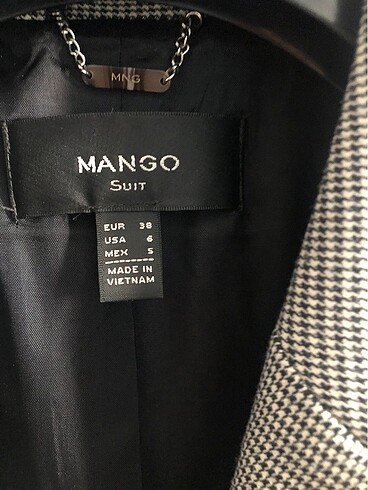 MNG
MANGO
SUIT
EUR 38
USA 6
MEX 5
MADE IN
VIETNAM